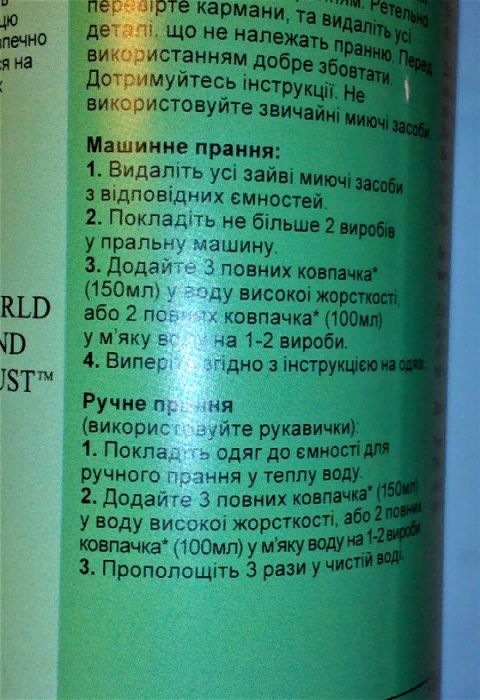 перевірте кармани, та видаліть усі
деталі, що не належать пранню. Перед
використанням добре збовтати.
Дотримуйтесь інструкції. Не
використовуйте звичайні миючі засоби.
Машинне прання:
1. Видаліть усі зайві миючі засоби
з відповідних ємностей.
2. Покладіть не більше 2 виробів
у пральну машину.
3. Додайте 3 повних ковпачка*
(150мл) у воду високої жорсткості,
або 2 повних ковпачка* (100мл)
у м'яку воду на 1-2 вироби.
4. Виперіть згідно з інструкцією на одязі.
Ручне прання
(використовуйте рукавички):
1. Покладіть одяг до ємності для
ручного прання у теплу воду.
2. Додайте 3 повних ковпачка* (150мл)
у воду високої жорсткості, або 2 повних
ковпачка* (100мл) у м'яку воду на 1-2 вироби
3. Прополощіть 3 рази у чистій воді.
RLD
ND
UST™